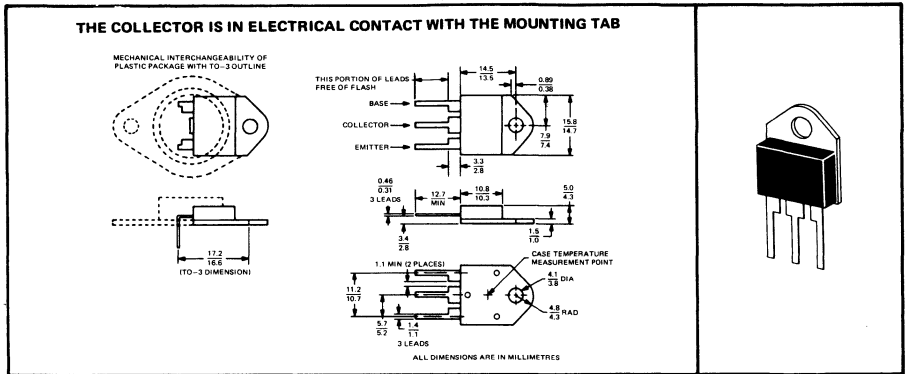 THE COLLECTOR IS IN ELECTRICAL CONTACT WITH THE MOUNTING TAB
MECHANICAL INTERCHANGEABILITY OF
PLASTIC PACKAGE WITH TO-3 OUTLINE
17.2
16.6
(TO-3 DIMENSION)
THIS PORTION OF LEADS
FREE OF FLASH
BASE
COLLECTOR
EMITTER
14.5
13.5
0.89
0.38
15.8
14.7
7.9
7.4
3.3
2.8
0.46
0.31
3 LEADS
12.7
MIN
10.8
10.3
5.0
4.3
3.4
2.8
1.5
1.0
1.1 MIN (2 PLACES)
CASE TEMPERATURE
MEASUREMENT POINT
4.1
3.8 DIA
11.2
10.7
4.8
4.3 RAD
5.7
5.2
1.4
1.1
3 LEADS
ALL DIMENSIONS ARE IN MILLIMETRES